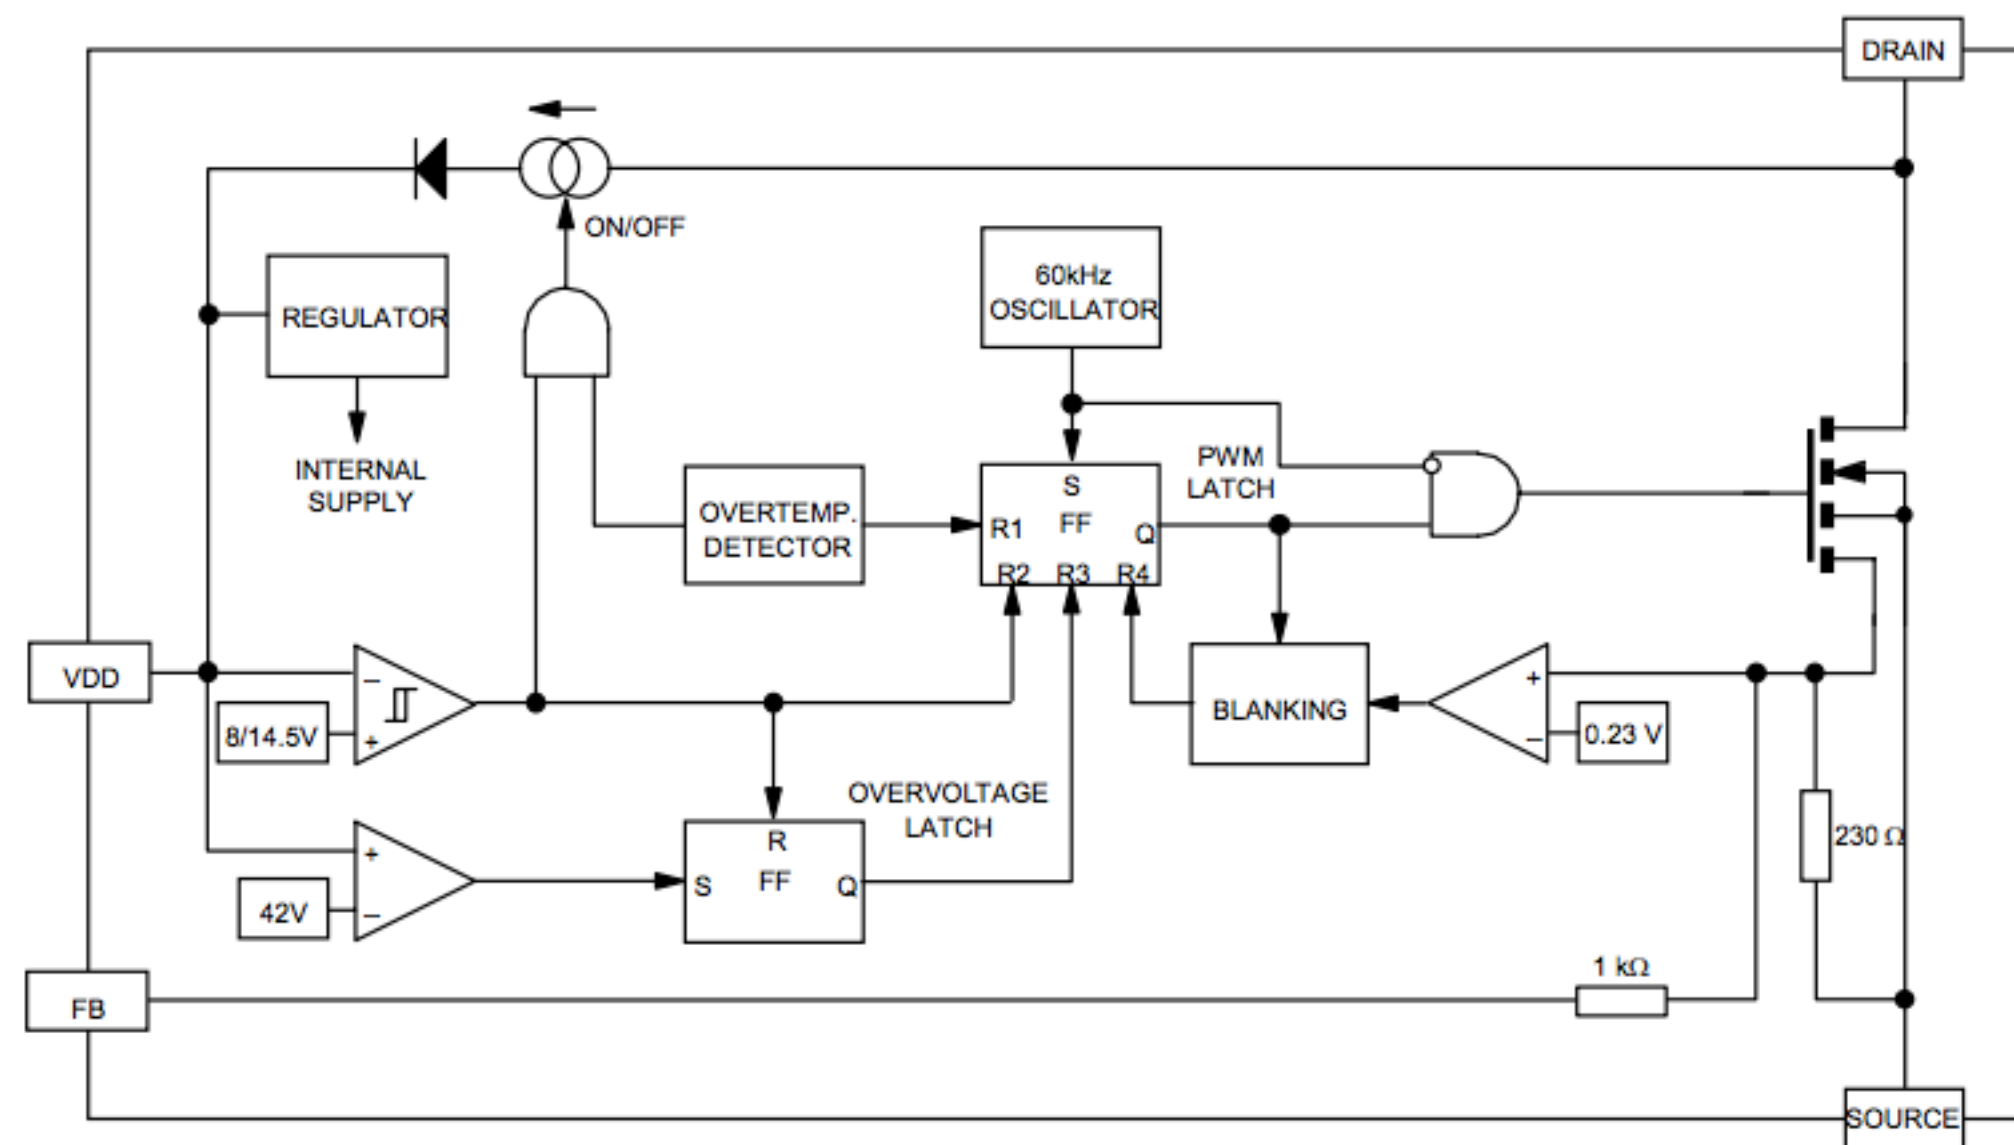 DRAIN
ON/OFF
REGULATOR
60kHz
OSCILLATOR
INTERNAL
SUPPLY
PWM
LATCH
OVERTEMP.
DETECTOR
S
R1
FF
Q
R2
R3
R4
VDD
–
8/14.5V
+
BLANKING
+
–
0.23 V
OVERVOLTAGE
LATCH
+
42V
–
R
S
FF
Q
230 Ω
1 kΩ
FB
SOURCE